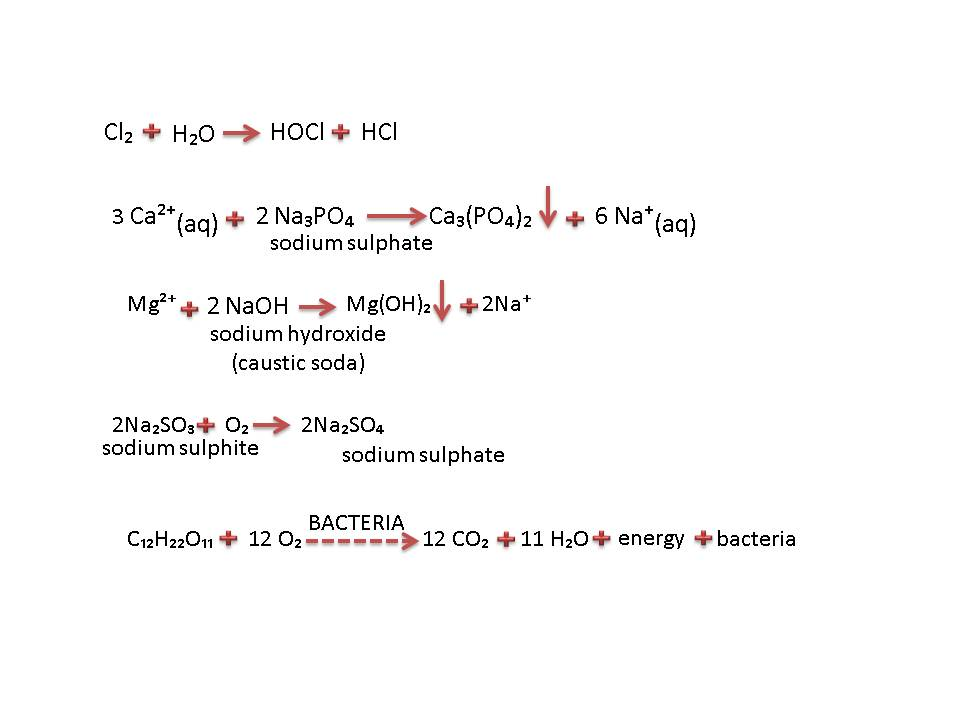 Cl₂ + H₂O → HOCl + HCl
3 Ca²⁺(aq) + 2 Na₃PO₄ → Ca₃(PO₄)₂ ↓ + 6 Na⁺(aq)
sodium sulphate
Mg²⁺ + 2 NaOH → Mg(OH)₂ ↓ + 2Na⁺
sodium hydroxide
(caustic soda)
2Na₂SO₃ + O₂ → 2Na₂SO₄
sodium sulphite sodium sulphate
BACTERIA
C₁₂H₂₂O₁₁ + 12 O₂ → 12 CO₂ + 11 H₂O + energy + bacteria